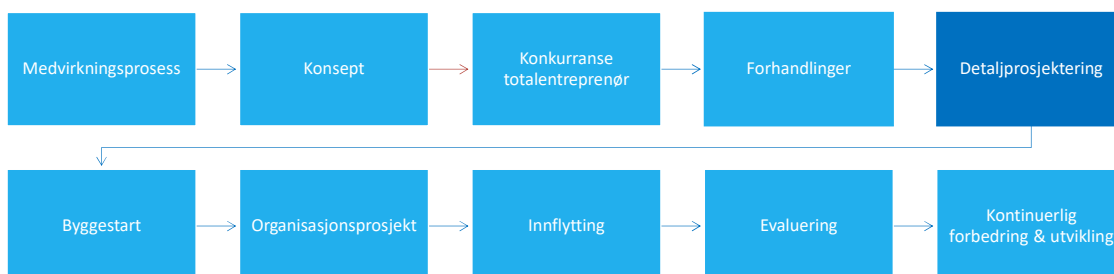 Medvirkningsprosess
Konsept
Konkurranse
totalentreprenør
Forhandlinger
Detaljprosjektering
Byggestart
Organisasjonsprosjekt
Innflytting
Evaluering
Kontinuerlig
forbedring & utvikling